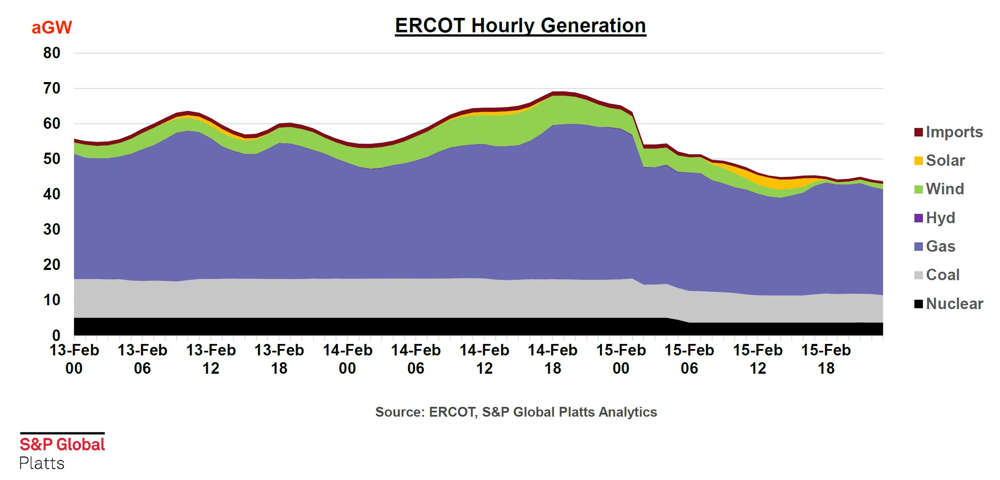 aGW
ERCOT Hourly Generation
80
70
60
50
40
30
20
10
0
13-Feb 13-Feb 13-Feb 13-Feb 14-Feb 14-Feb 14-Feb 14-Feb 15-Feb 15-Feb 15-Feb 15-Feb
00 06 12 18 00 06 12 18 00 06 12 18
Imports
Solar
Wind
Hyd
Gas
Coal
Nuclear
Source: ERCOT, S&P Global Platts Analytics
S&P Global
Platts